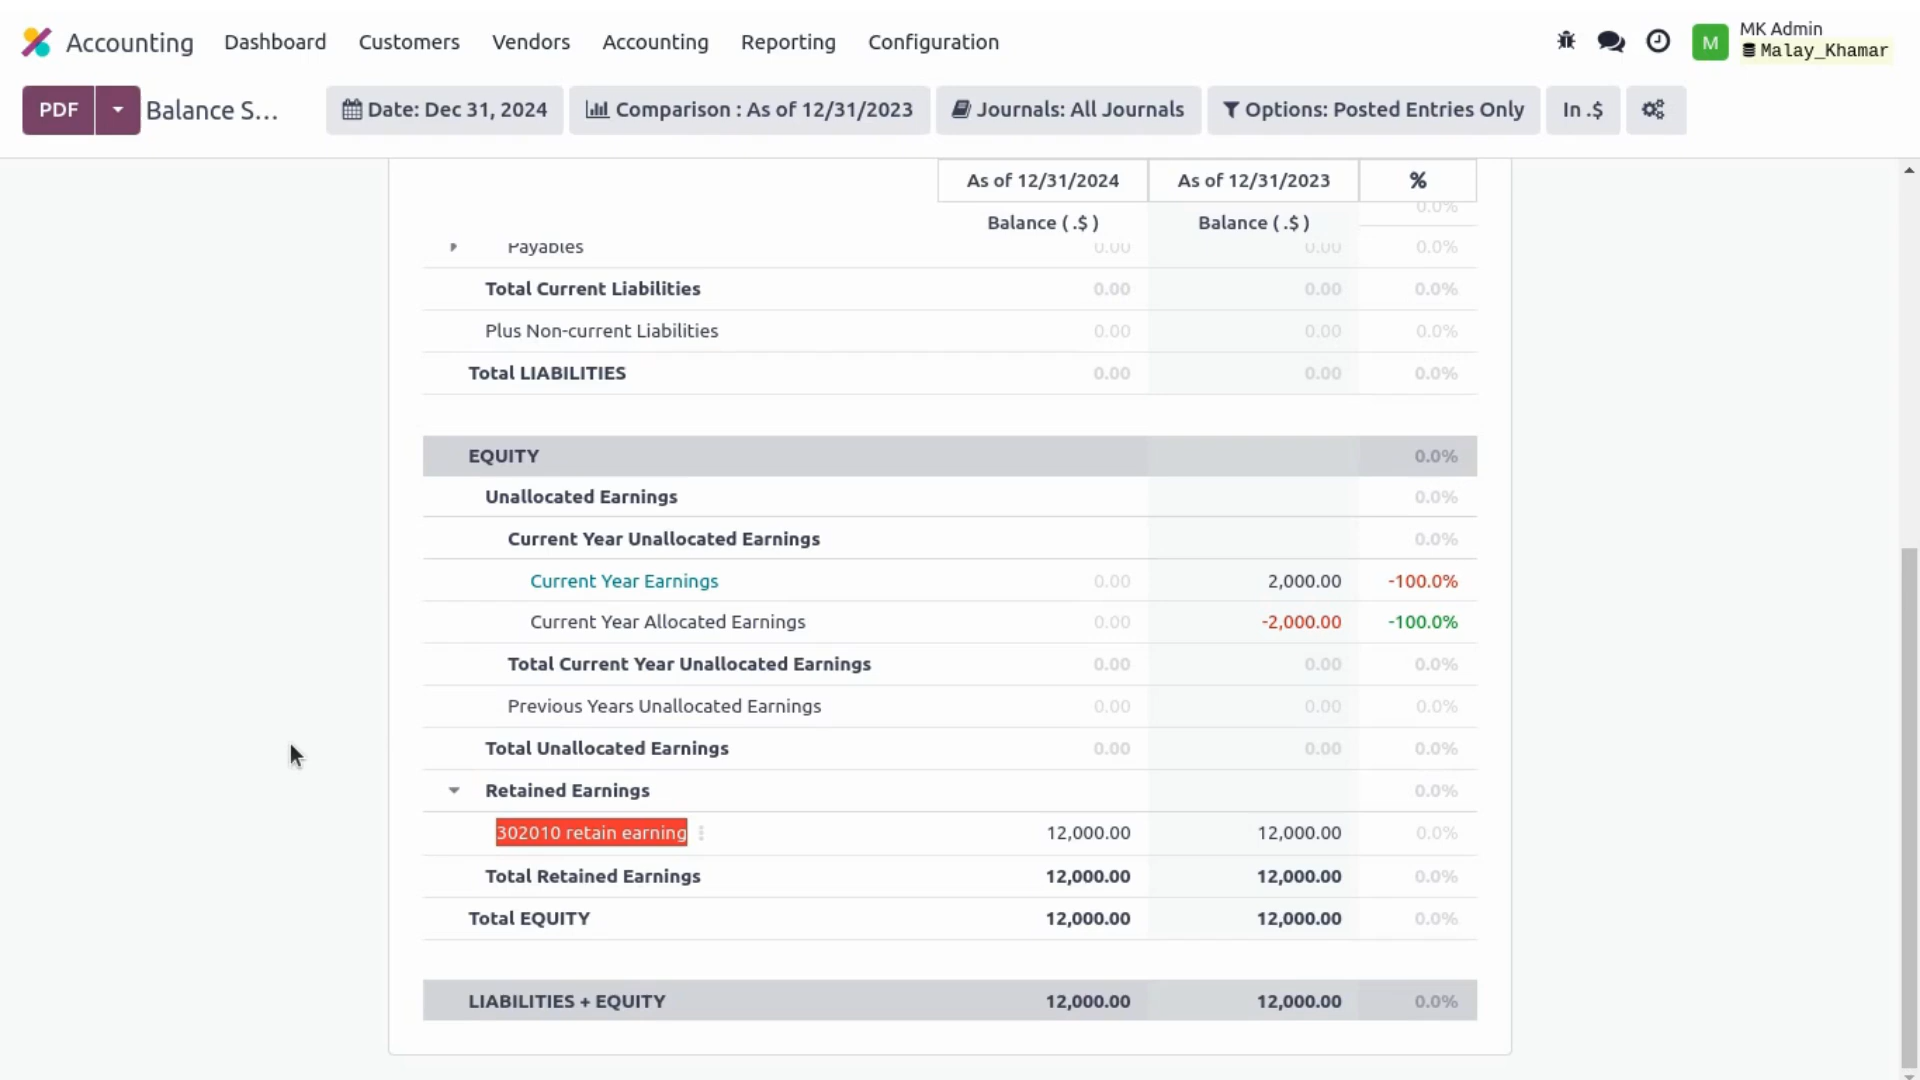 Accounting Dashboard Customers Vendors Accounting Reporting Configuration
M MK Admin
Malay_Khamar
PDF Balance S... Date: Dec 31, 2024 Comparison : As of 12/31/2023 Journals: All Journals Options: Posted Entries Only In .$
As of 12/31/2024 As of 12/31/2023 %
0.0%
Balance ( .$ ) Balance ( .$ )
Payables 0.00 0.00 0.0%
Total Current Liabilities 0.00 0.00 0.0%
Plus Non-current Liabilities 0.00 0.00 0.0%
Total LIABILITIES 0.00 0.00 0.0%
EQUITY 0.0%
Unallocated Earnings 0.0%
Current Year Unallocated Earnings 0.0%
Current Year Earnings 0.00 2,000.00 -100.0%
Current Year Allocated Earnings 0.00 -2,000.00 -100.0%
Total Current Year Unallocated Earnings 0.00 0.00 0.0%
Previous Years Unallocated Earnings 0.00 0.00 0.0%
Total Unallocated Earnings 0.00 0.00 0.0%
Retained Earnings 0.0%
302010 retain earning 12,000.00 12,000.00 0.0%
Total Retained Earnings 12,000.00 12,000.00 0.0%
Total EQUITY 12,000.00 12,000.00 0.0%
LIABILITIES + EQUITY 12,000.00 12,000.00 0.0%